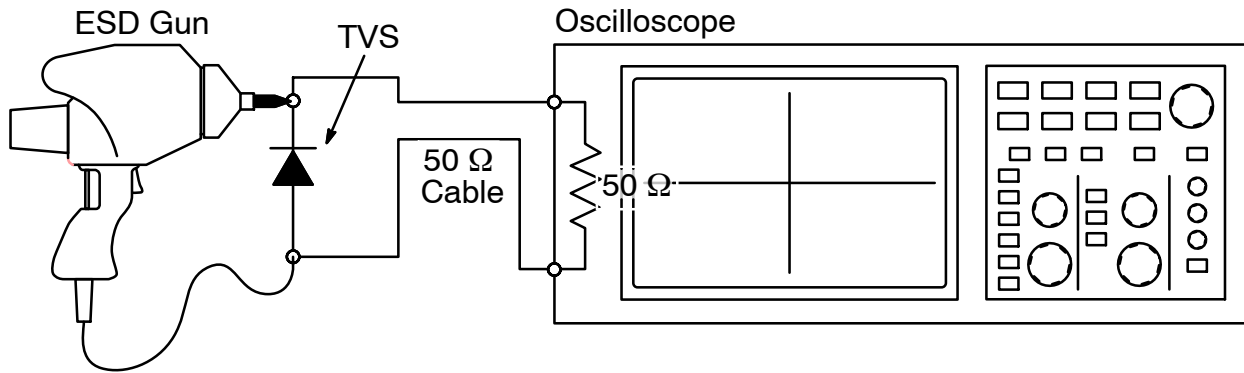 ESD Gun
TVS
Oscilloscope
50 Ω
Cable
50 Ω